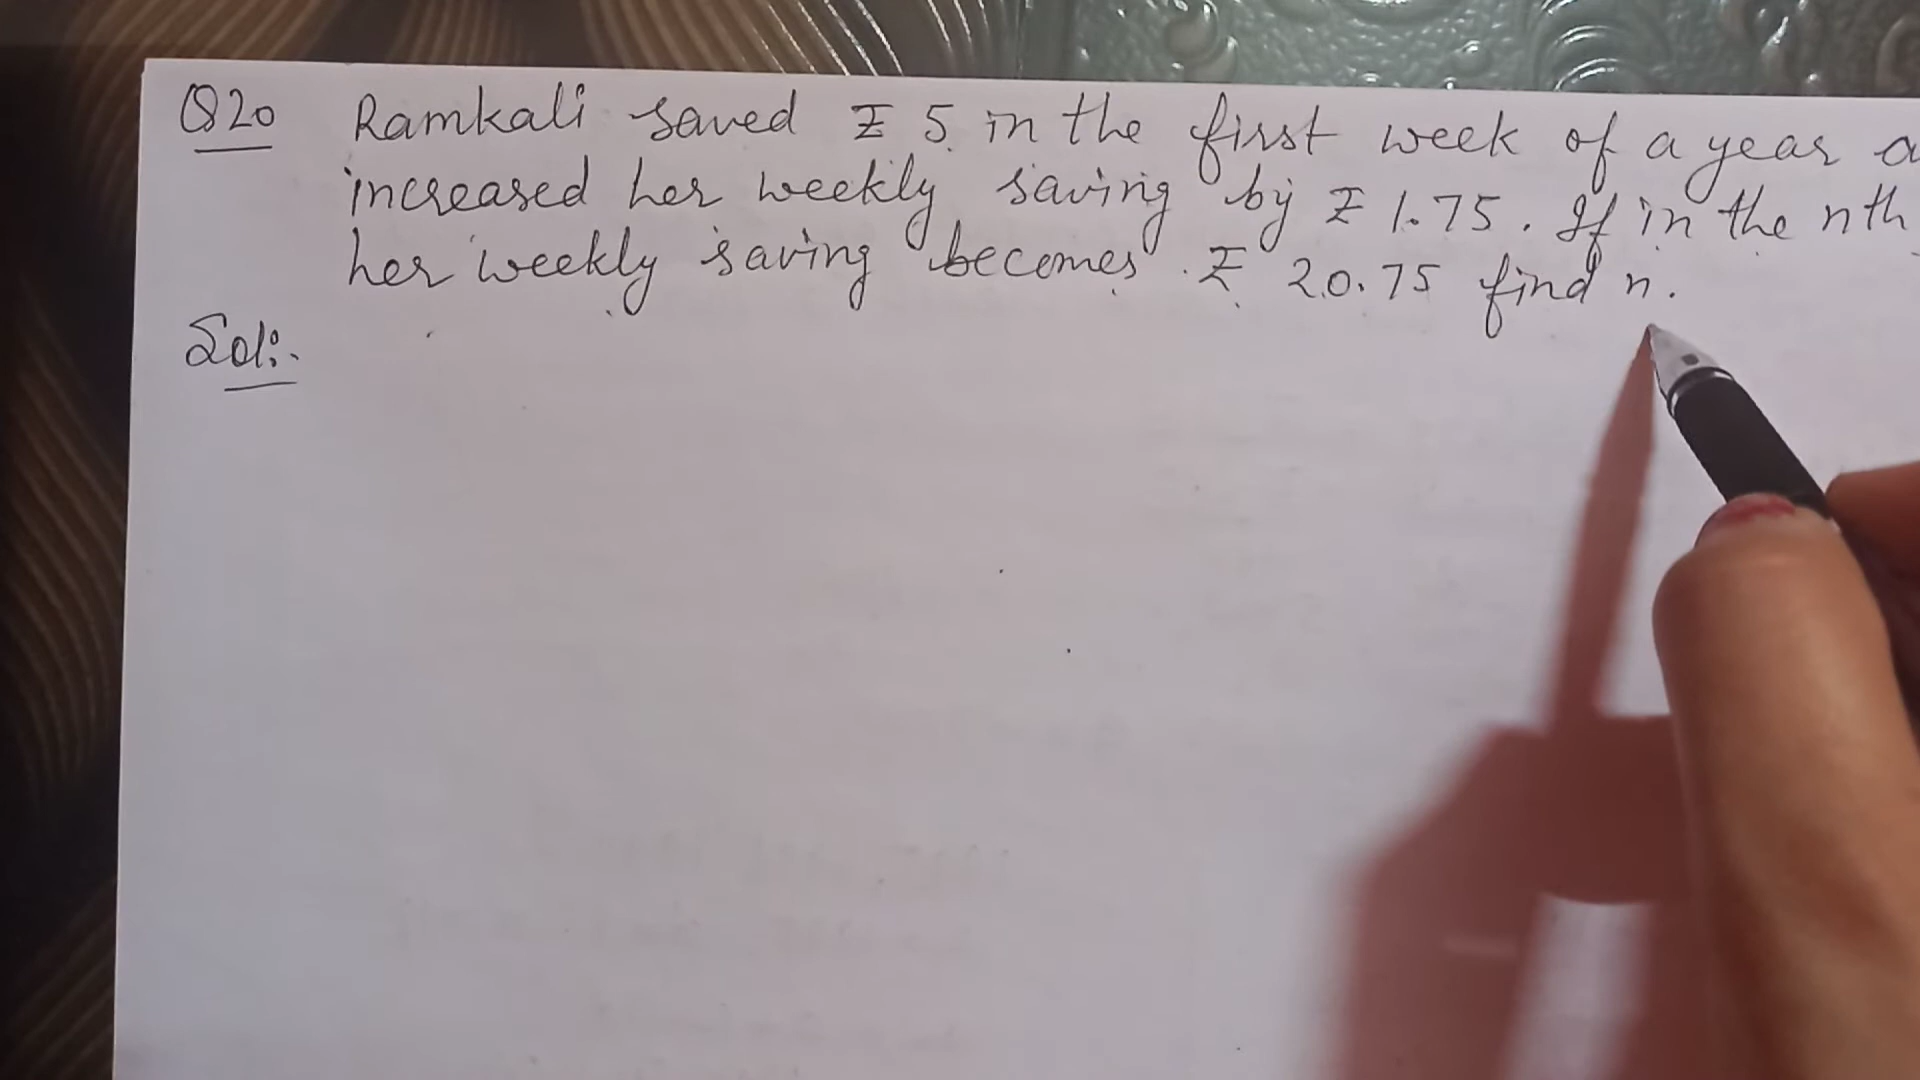 Q20 Ramkali saved ₹ 5 in the first week of a year
increased her weekly saving by ₹ 1.75. If in the nth
her weekly saving becomes ₹ 20.75 find n.
Sol:-